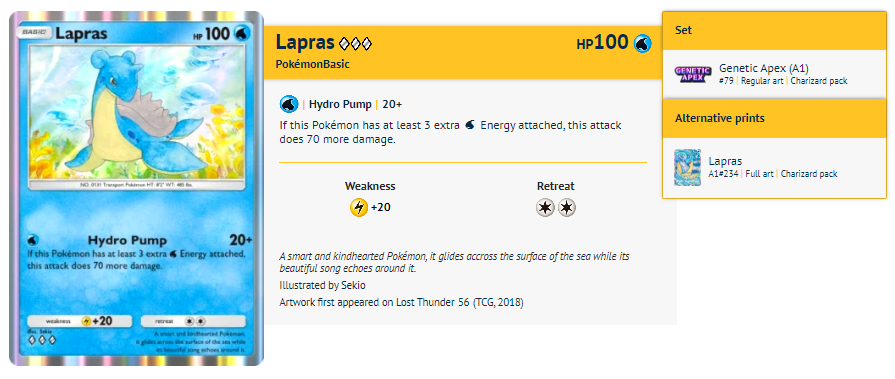 BASIC
Lapras
HP 100
NO. 0131 Transport Pokémon HT: 8'2" WT: 485 lbs.
Hydro Pump 20+
If this Pokémon has at least 3 extra Energy attached,
this attack does 70 more damage.
weakness +20 retreat
Illus. Sekio
A smart and kindhearted Pokémon,
it glides across the surface of the sea while
its beautiful song echoes around it.
Lapras
HP100
PokémonBasic
| Hydro Pump | 20+
If this Pokémon has at least 3 extra Energy attached, this attack
does 70 more damage.
Weakness Retreat
+20
A smart and kindhearted Pokémon, it glides accross the surface of the sea while its
beautiful song echoes around it.
Illustrated by Sekio
Artwork first appeared on Lost Thunder 56 (TCG, 2018)
Set
GENETIC
APEX
Genetic Apex (A1)
#79 | Regular art | Charizard pack
Alternative prints
Lapras
A1#234 | Full art | Charizard pack